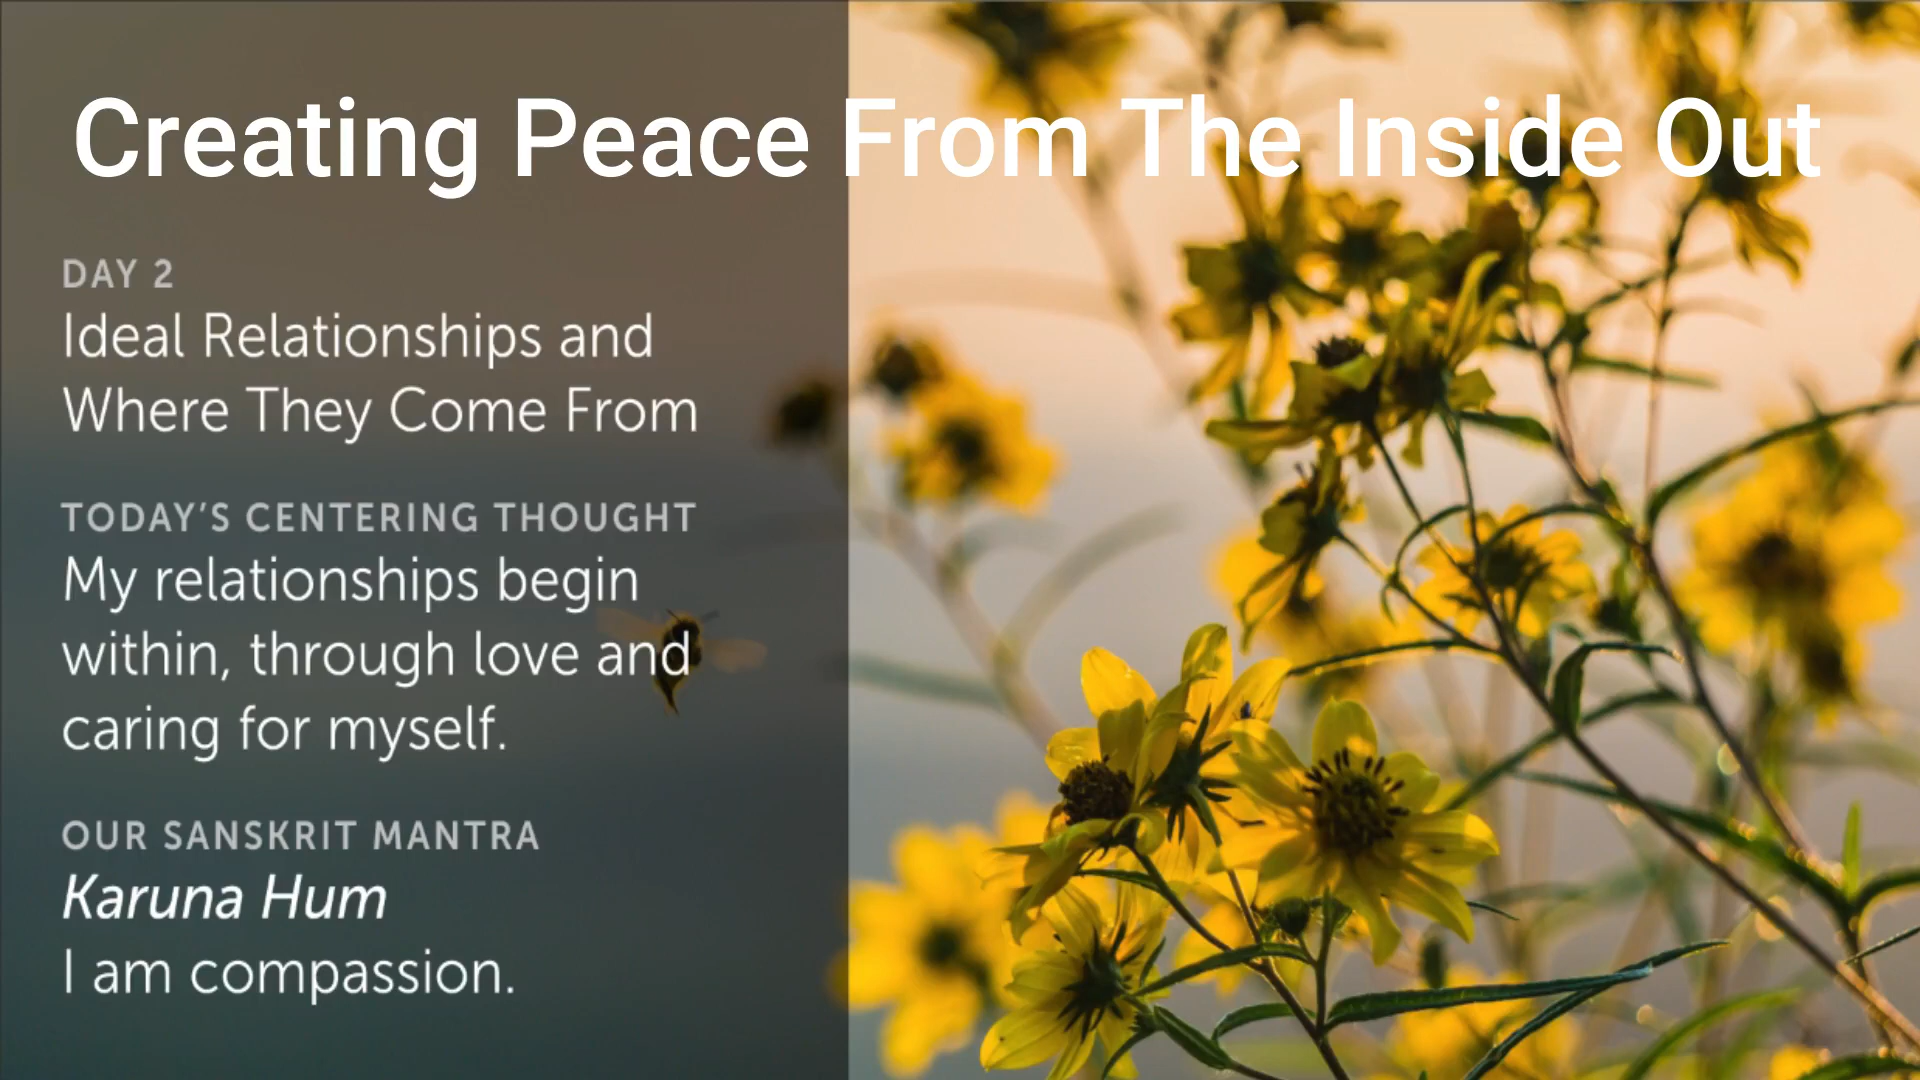 Creating Peace From The Inside Out
DAY 2
Ideal Relationships and
Where They Come From
TODAY’S CENTERING THOUGHT
My relationships begin
within, through love and
caring for myself.
OUR SANSKRIT MANTRA
Karuna Hum
I am compassion.